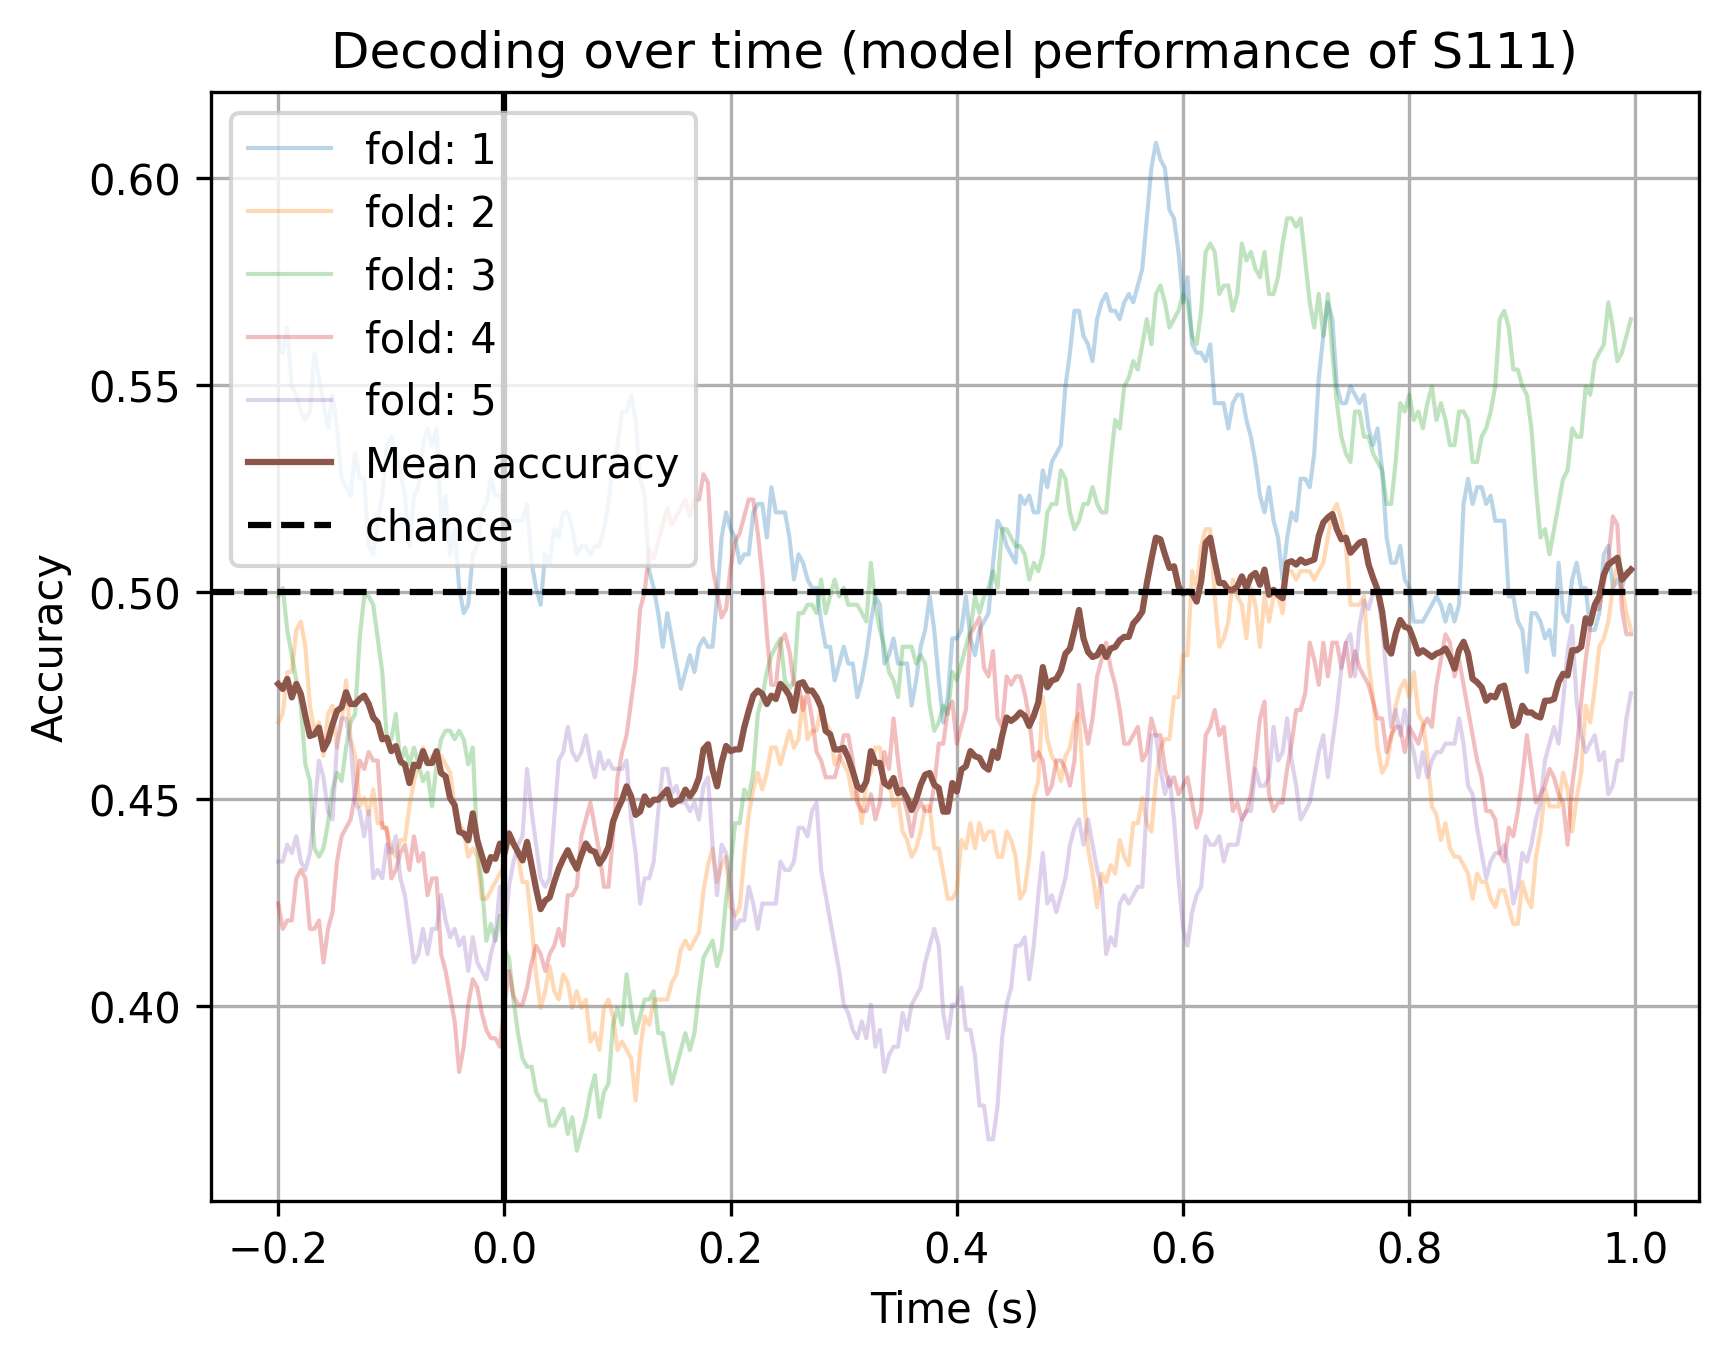 Decoding over time (model performance of S111)
fold: 1
fold: 2
fold: 3
fold: 4
fold: 5
Mean accuracy
chance
0.60
0.55
0.50
0.45
0.40
Accuracy
−0.2 0.0 0.2 0.4 0.6 0.8 1.0
Time (s)